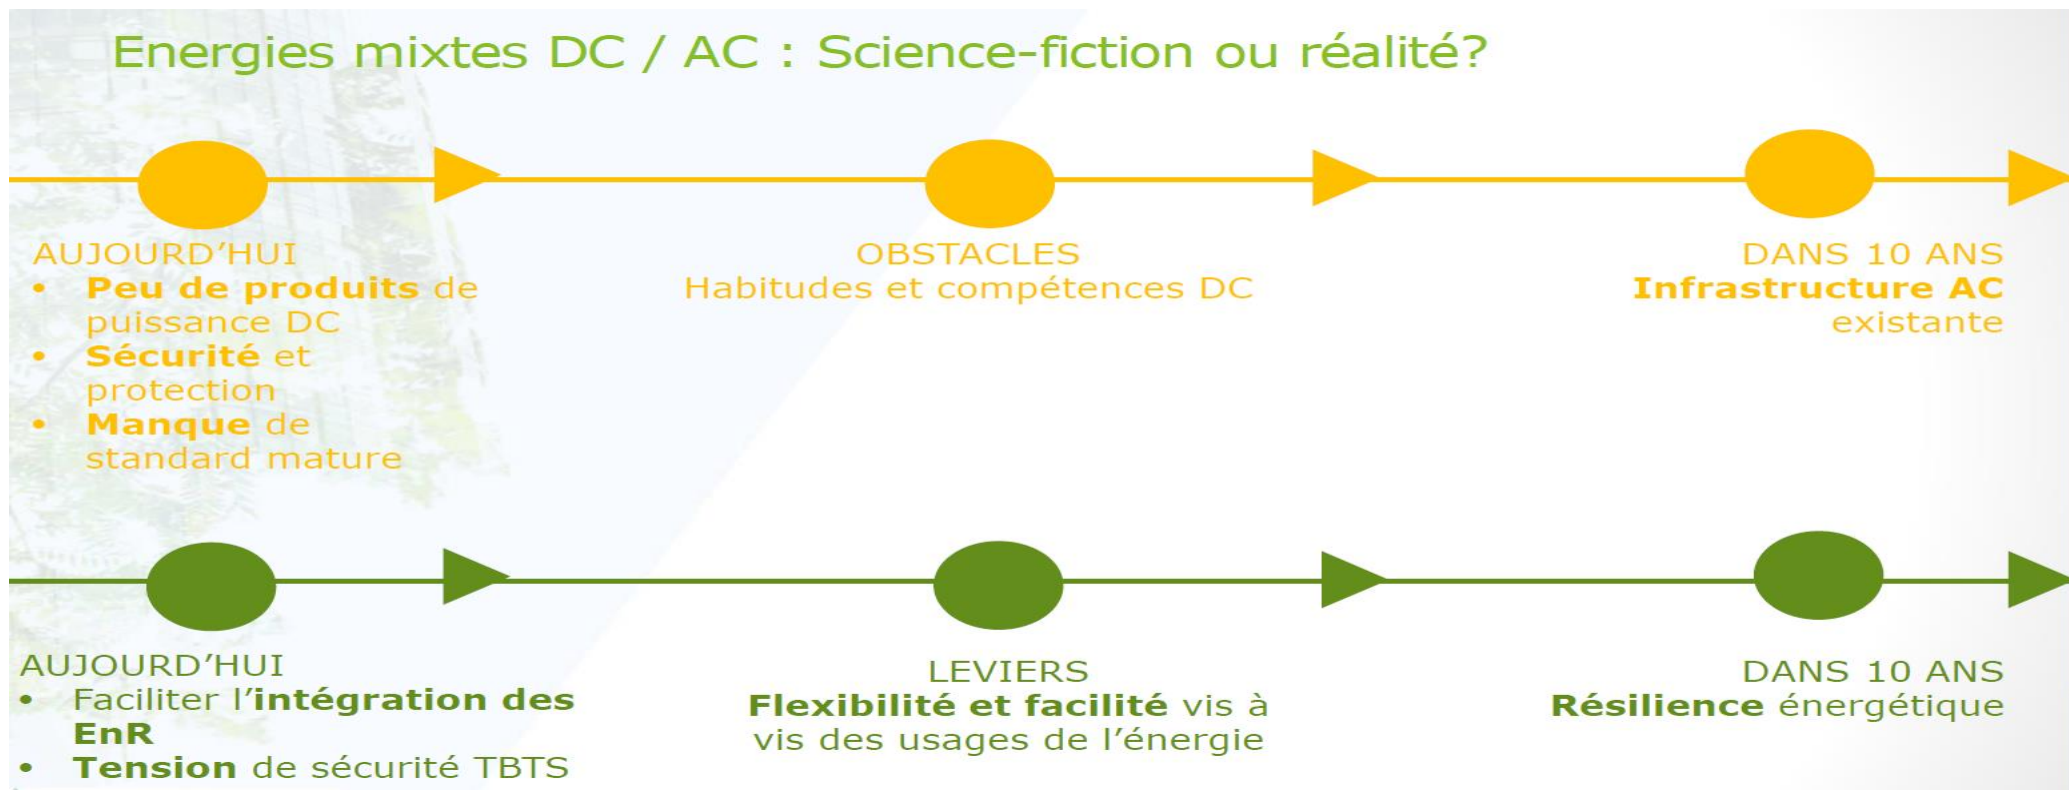 Energies mixtes DC / AC : Science-fiction ou réalité?
AUJOURD'HUI
• Peu de produits de
puissance DC
• Sécurité et
protection
• Manque de
standard mature
OBSTACLES
Habitudes et compétences DC
DANS 10 ANS
Infrastructure AC
existante
AUJOURD'HUI
• Faciliter l'intégration des
EnR
• Tension de sécurité TBTS
LEVIERS
Flexibilité et facilité vis à
vis des usages de l'énergie
DANS 10 ANS
Résilience énergétique